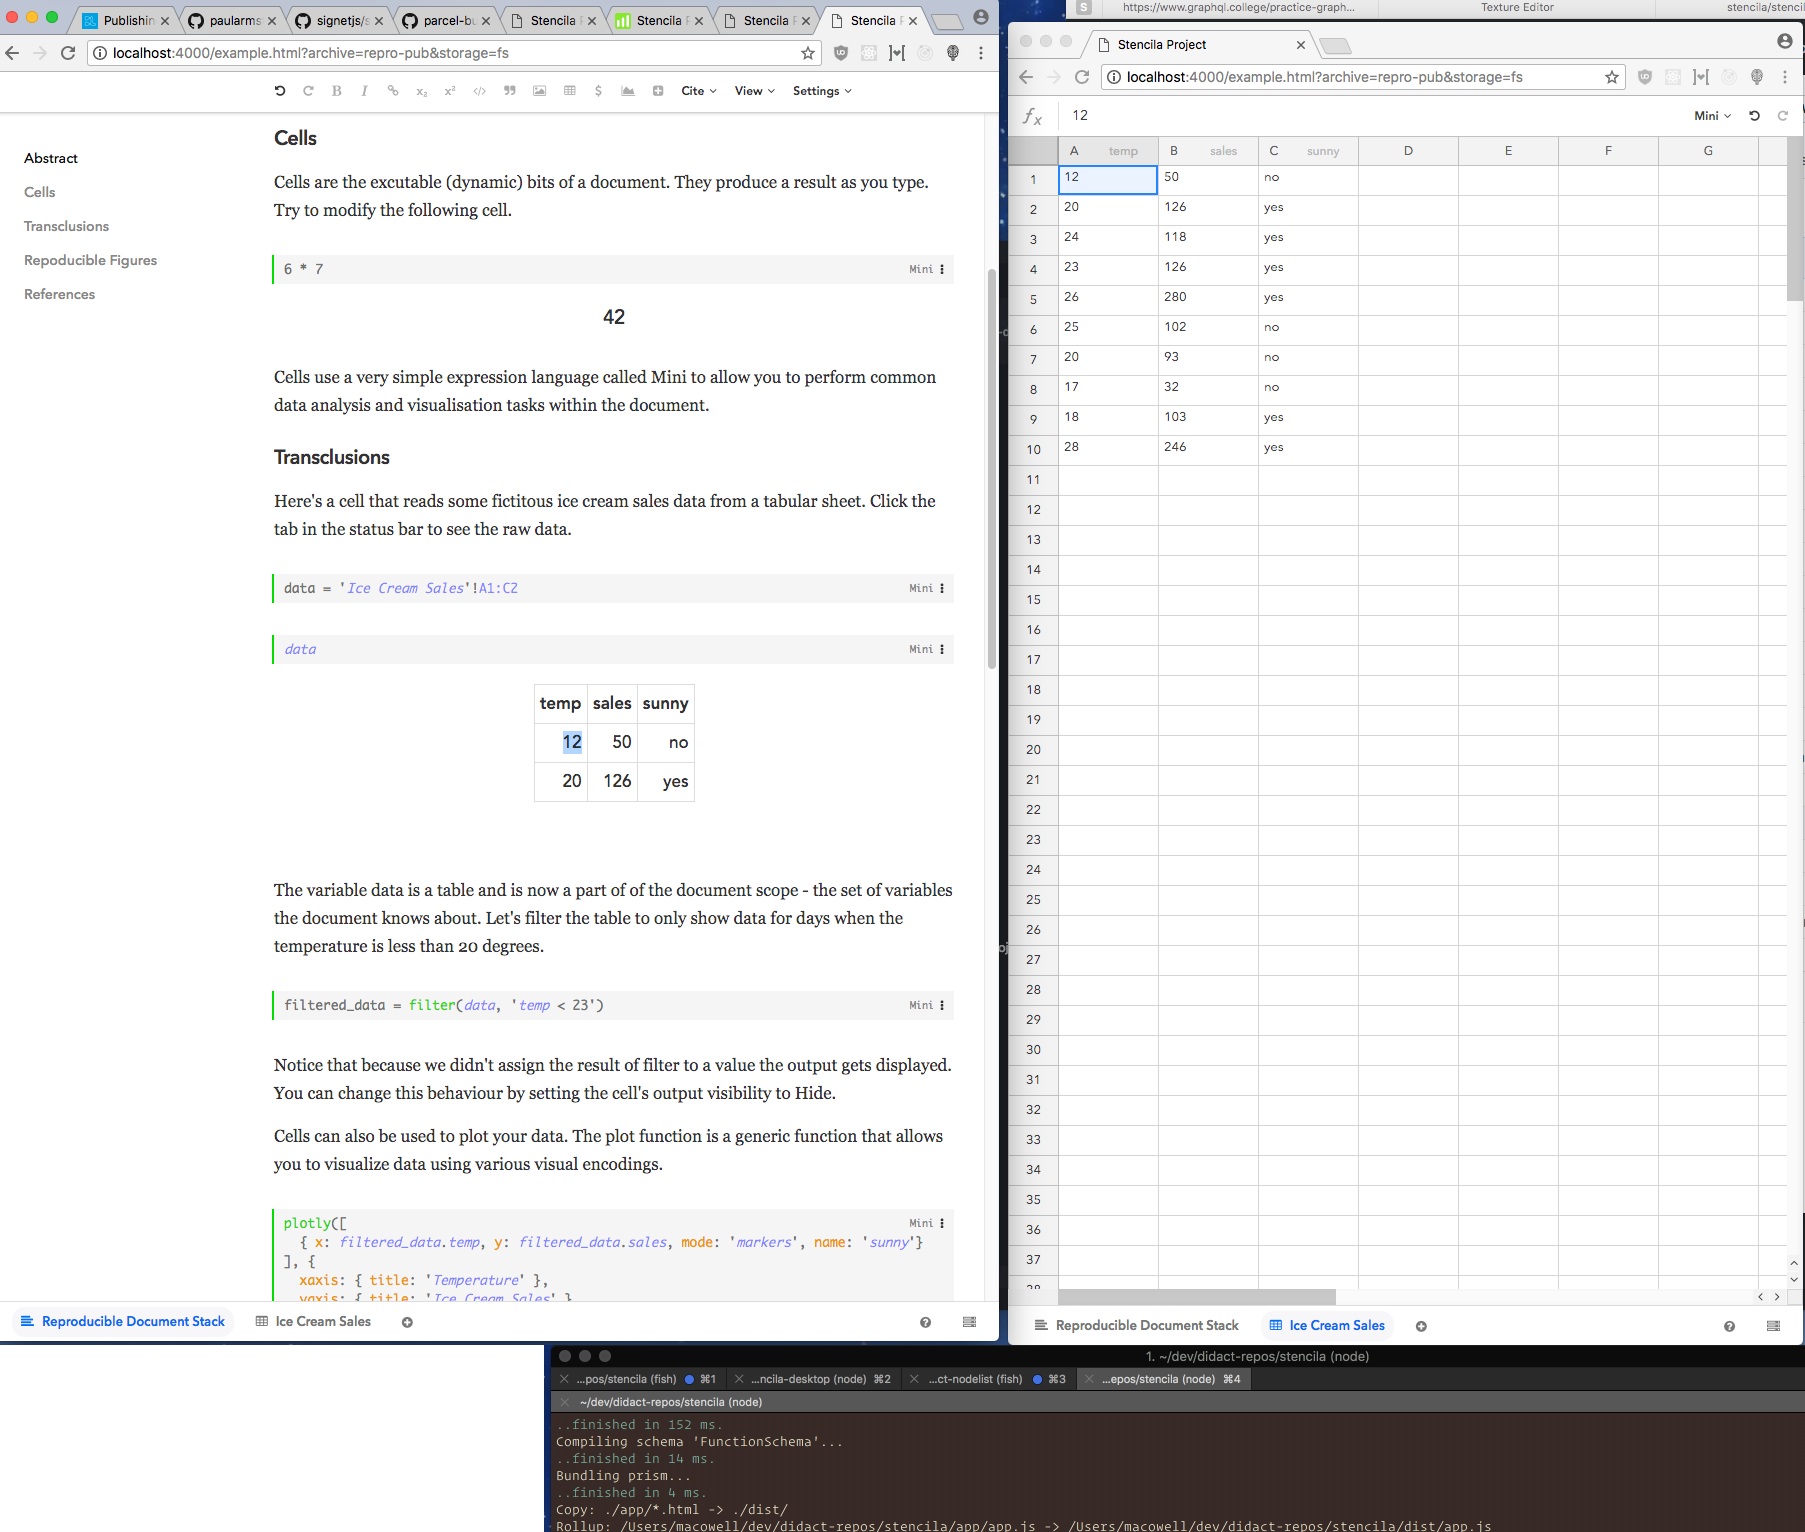 Publishin
paularms
signetjs/s
parcel-bu
Stencila P
Stencila P
Stencila P
Stencila P
localhost:4000/example.html?archive=repro-pub&storage=fs
B I x₂ x² </> $ Cite View Settings
Abstract
Cells
Transclusions
Repoducible Figures
References
Cells
Cells are the excutable (dynamic) bits of a document. They produce a result as you type.
Try to modify the following cell.
6 * 7 Mini
42
Cells use a very simple expression language called Mini to allow you to perform common
data analysis and visualisation tasks within the document.
Transclusions
Here's a cell that reads some fictitous ice cream sales data from a tabular sheet. Click the
tab in the status bar to see the raw data.
data = 'Ice Cream Sales'!A1:C2 Mini
data Mini
temp sales sunny
12 50 no
20 126 yes
The variable data is a table and is now a part of of the document scope - the set of variables
the document knows about. Let's filter the table to only show data for days when the
temperature is less than 20 degrees.
filtered_data = filter(data, 'temp < 23') Mini
Notice that because we didn't assign the result of filter to a value the output gets displayed.
You can change this behaviour by setting the cell's output visibility to Hide.
Cells can also be used to plot your data. The plot function is a generic function that allows
you to visualize data using various visual encodings.
plotly([ Mini
{ x: filtered_data.temp, y: filtered_data.sales, mode: 'markers', name: 'sunny'}
], {
xaxis: { title: 'Temperature' },
yaxis: { title: 'Ice Cream Sales' }
Reproducible Document Stack Ice Cream Sales
S https://www.graphql.college/practice-graph... Texture Editor stencila/stencil
Stencila Project
localhost:4000/example.html?archive=repro-pub&storage=fs
fx 12 Mini
A temp B sales C sunny D E F G
1 12 50 no
2 20 126 yes
3 24 118 yes
4 23 126 yes
5 26 280 yes
6 25 102 no
7 20 93 no
8 17 32 no
9 18 103 yes
10 28 246 yes
11
12
13
14
15
16
17
18
19
20
21
22
23
24
25
26
27
28
29
30
31
32
33
34
35
36
37
38
Reproducible Document Stack Ice Cream Sales
1. ~/dev/didact-repos/stencila (node)
...pos/stencila (fish) ⌘1 ...ncila-desktop (node) ⌘2 ...ct-nodelist (fish) ⌘3 ...epos/stencila (node) ⌘4
~/dev/didact-repos/stencila (node)
..finished in 152 ms.
Compiling schema 'FunctionSchema'...
..finished in 14 ms.
Bundling prism...
..finished in 4 ms.
Copy: ./app/*.html -> ./dist/
Rollup: /Users/macowell/dev/didact-repos/stencila/app/app.js -> /Users/macowell/dev/didact-repos/stencila/dist/app.js